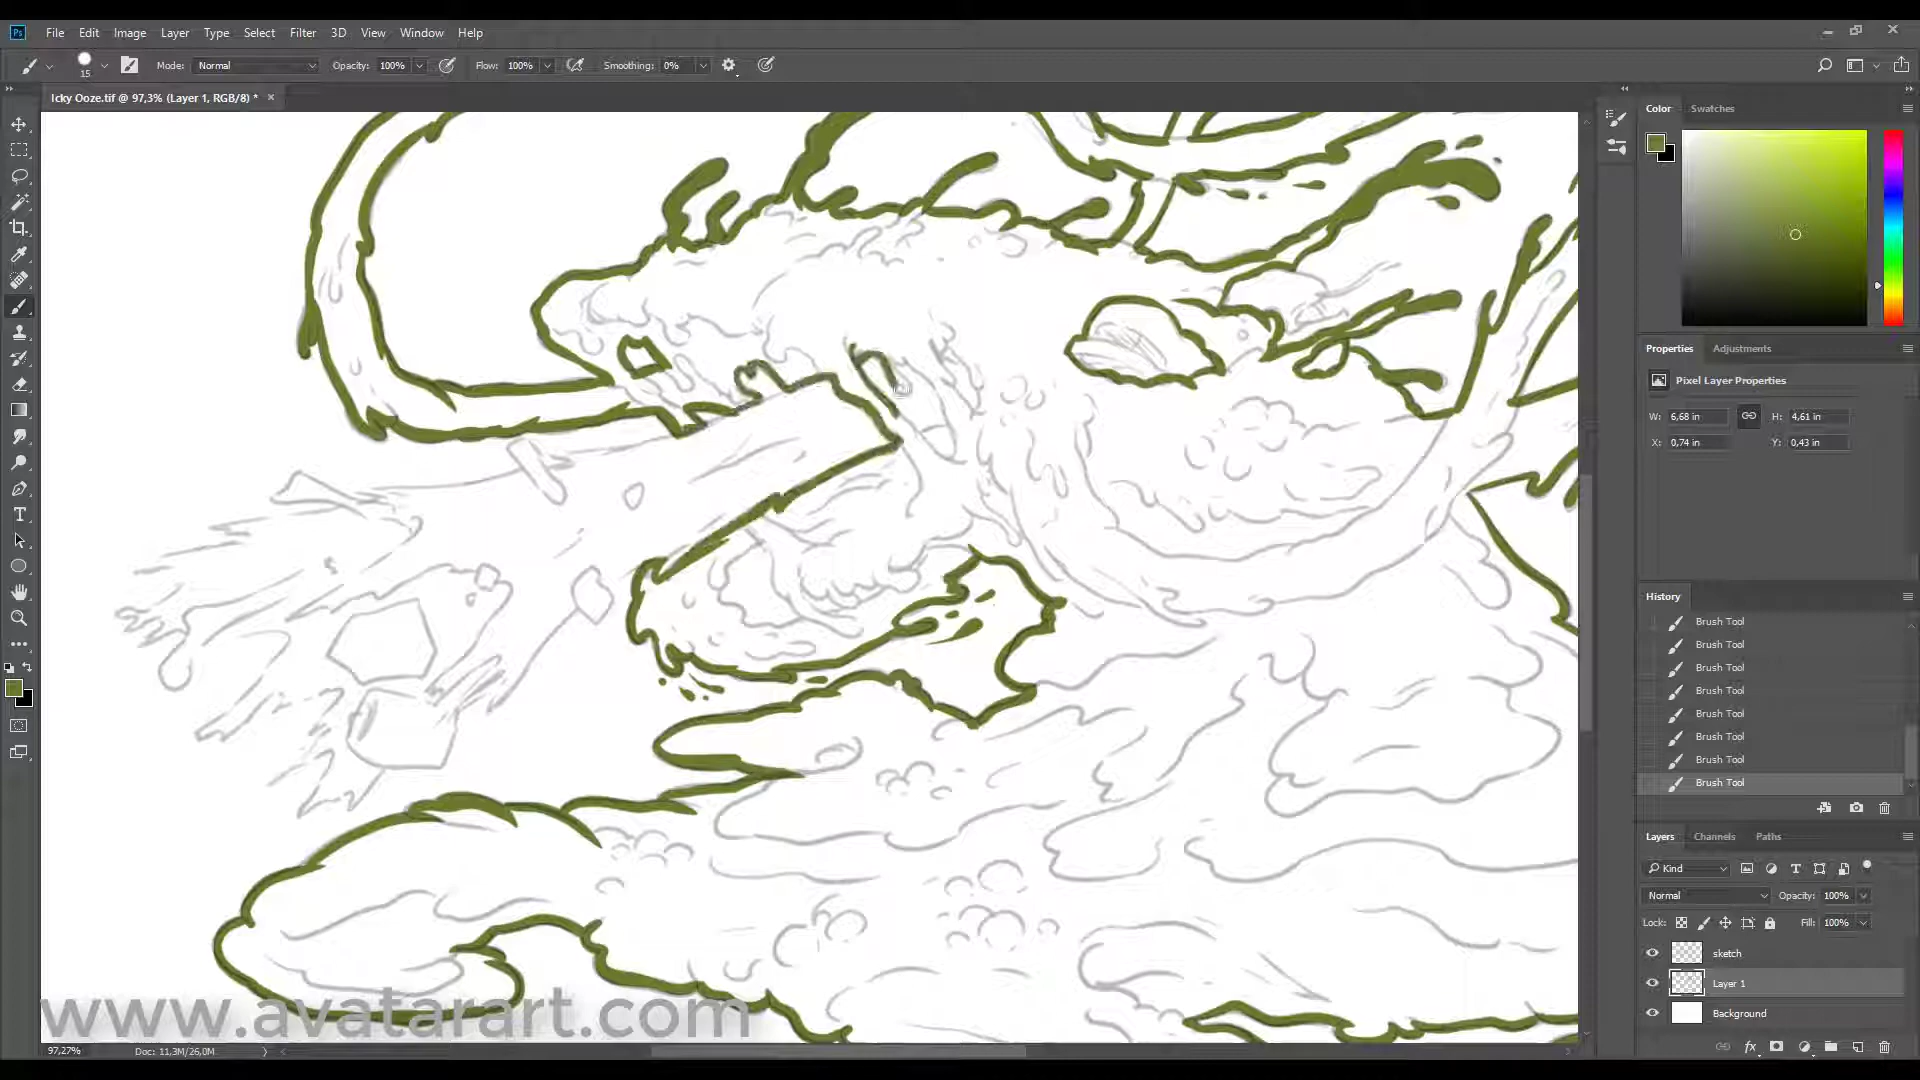 Ps File Edit Image Layer Type Select Filter 3D View Window Help
15 Mode: Normal Opacity: 100% Flow: 100% Smoothing: 0%
Icky Ooze.tif @ 97,3% (Layer 1, RGB/8) * ×
Color Swatches
Properties Adjustments
Pixel Layer Properties
W: 6,68 in H: 4,61 in
X: 0,74 in Y: 0,43 in
History
Brush Tool
Brush Tool
Brush Tool
Brush Tool
Brush Tool
Brush Tool
Brush Tool
Brush Tool
Layers Channels Paths
Kind
Normal Opacity: 100%
Lock: Fill: 100%
sketch
Layer 1
Background
www.avatarart.com
97,27% Doc: 11,3M/26,0M